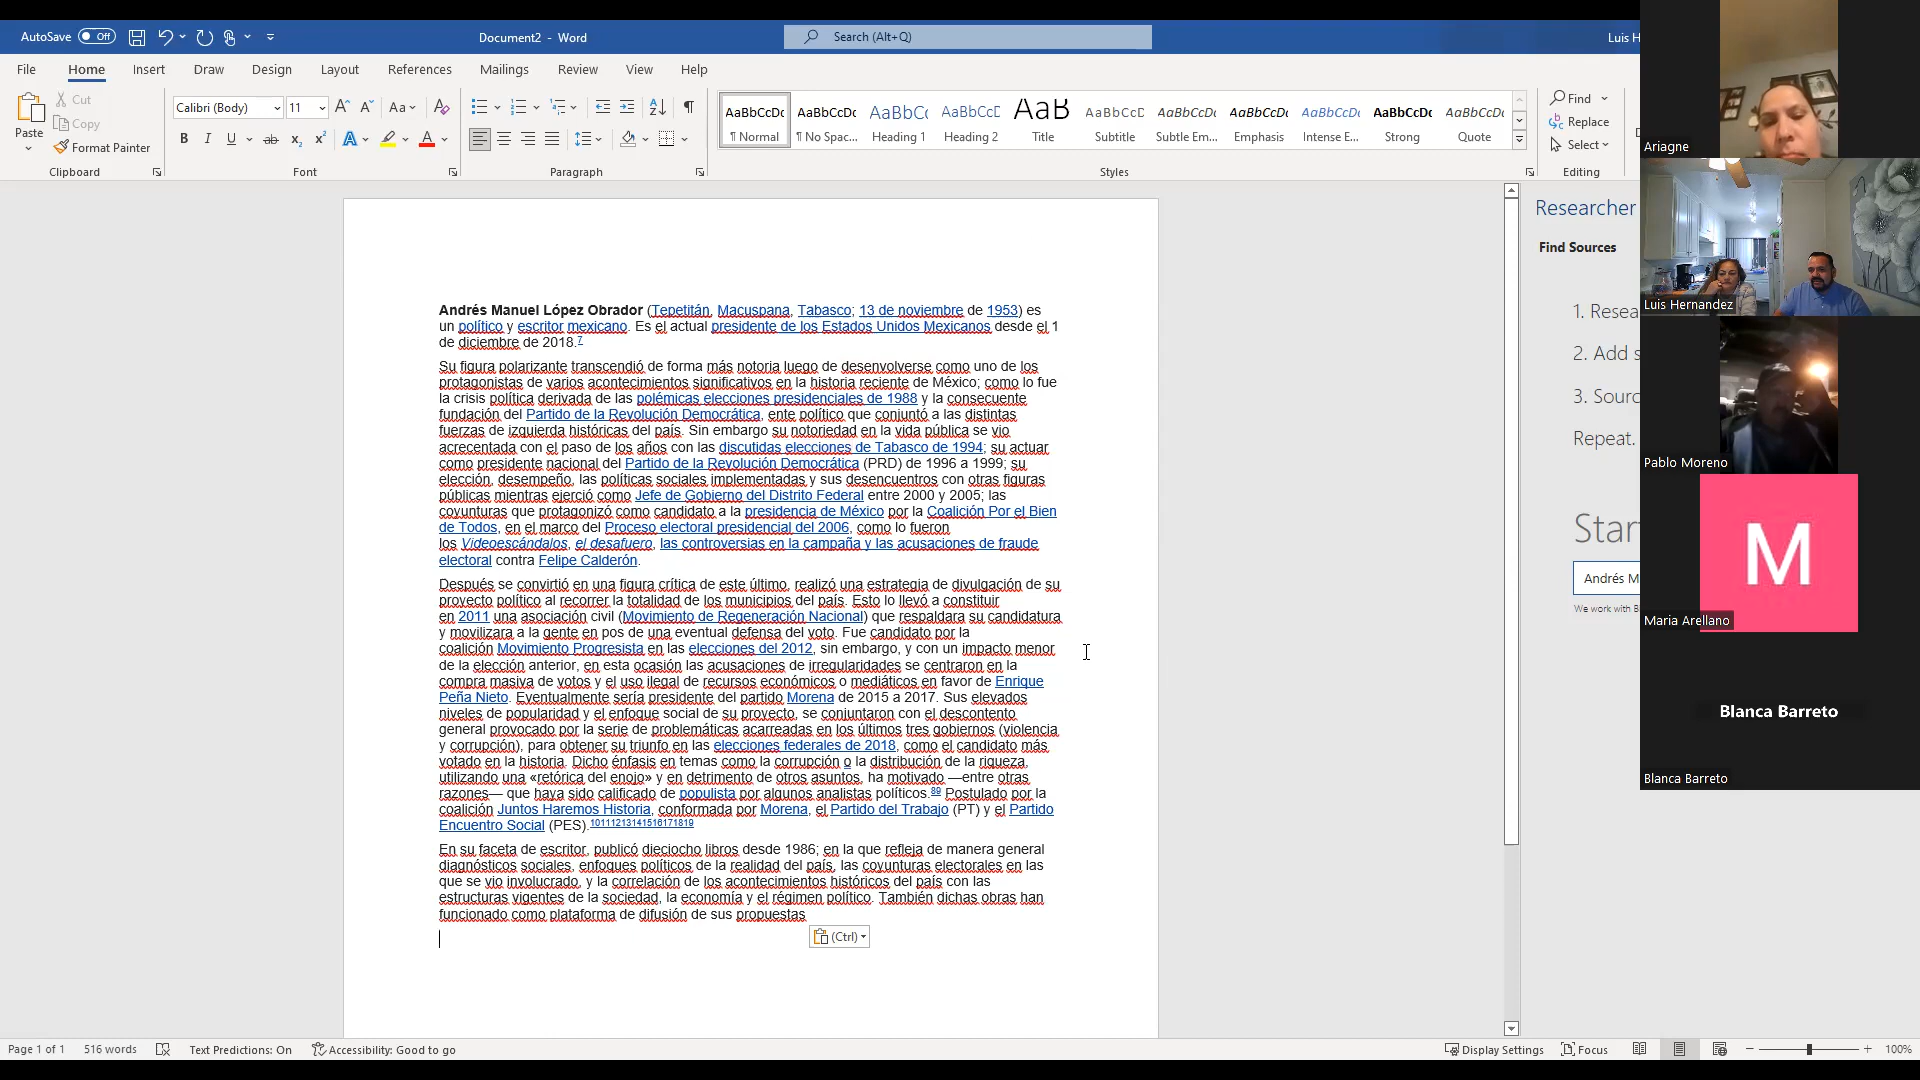 AutoSave Off
Document2 - Word
Search (Alt+Q)
Luis H
File Home Insert Draw Design Layout References Mailings Review View Help
Paste
Cut
Copy
Format Painter
Clipboard
Calibri (Body) 11
Font
Paragraph
AaBbCcDc AaBbCcDc AaBbC( AaBbCcE AaB AaBbCcD AaBbCcDc AaBbCcDc AaBbCcDc AaBbCcDc AaBbCcDc
¶ Normal ¶ No Spac... Heading 1 Heading 2 Title Subtitle Subtle Em... Emphasis Intense E... Strong Quote
Styles
Find
Replace
Select
Editing
Andrés Manuel López Obrador (Tepetitán, Macuspana, Tabasco; 13 de noviembre de 1953) es
un político y escritor mexicano. Es el actual presidente de los Estados Unidos Mexicanos desde el 1
de diciembre de 2018.7
Su figura polarizante transcendió de forma más notoria luego de desenvolverse como uno de los
protagonistas de varios acontecimientos significativos en la historia reciente de México; como lo fue
la crisis política derivada de las polémicas elecciones presidenciales de 1988 y la consecuente
fundación del Partido de la Revolución Democrática, ente político que conjuntó a las distintas
fuerzas de izquierda históricas del país. Sin embargo su notoriedad en la vida pública se vio
acrecentada con el paso de los años con las discutidas elecciones de Tabasco de 1994; su actuar
como presidente nacional del Partido de la Revolución Democrática (PRD) de 1996 a 1999; su
elección, desempeño, las políticas sociales implementadas y sus desencuentros con otras figuras
públicas mientras ejerció como Jefe de Gobierno del Distrito Federal entre 2000 y 2005; las
coyunturas que protagonizó como candidato a la presidencia de México por la Coalición Por el Bien
de Todos, en el marco del Proceso electoral presidencial del 2006, como lo fueron
los Videoescándalos, el desafuero, las controversias en la campaña y las acusaciones de fraude
electoral contra Felipe Calderón.
Después se convirtió en una figura crítica de este último, realizó una estrategia de divulgación de su
proyecto político al recorrer la totalidad de los municipios del país. Esto lo llevó a constituir
en 2011 una asociación civil (Movimiento de Regeneración Nacional) que respaldara su candidatura
y movilizara a la gente en pos de una eventual defensa del voto. Fue candidato por la
coalición Movimiento Progresista en las elecciones del 2012, sin embargo, y con un impacto menor
de la elección anterior, en esta ocasión las acusaciones de irregularidades se centraron en la
compra masiva de votos y el uso ilegal de recursos económicos o mediáticos en favor de Enrique
Peña Nieto. Eventualmente sería presidente del partido Morena de 2015 a 2017. Sus elevados
niveles de popularidad y el enfoque social de su proyecto, se conjuntaron con el descontento
general provocado por la serie de problemáticas acarreadas en los últimos tres gobiernos (violencia
y corrupción), para obtener su triunfo en las elecciones federales de 2018, como el candidato más
votado en la historia. Dicho énfasis en temas como la corrupción o la distribución de la riqueza,
utilizando una «retórica del enojo» y en detrimento de otros asuntos, ha motivado —entre otras
razones— que haya sido calificado de populista por algunos analistas políticos.89 Postulado por la
coalición Juntos Haremos Historia, conformada por Morena, el Partido del Trabajo (PT) y el Partido
Encuentro Social (PES).10111213141516171819
En su faceta de escritor, publicó dieciocho libros desde 1986; en la que refleja de manera general
diagnósticos sociales, enfoques políticos de la realidad del país, las coyunturas electorales en las
que se vio involucrado, y la correlación de los acontecimientos históricos del país con las
estructuras vigentes de la sociedad, la economía y el régimen político. También dichas obras han
funcionado como plataforma de difusión de sus propuestas
(Ctrl)
Researcher
Find Sources
1. Resea
2. Add s
3. Sourc
Repeat.
Start
Andrés M
We work with B
Ariagne
Luis Hernandez
Pablo Moreno
M
Maria Arellano
Blanca Barreto
Blanca Barreto
Page 1 of 1 516 words Text Predictions: On Accessibility: Good to go
Display Settings Focus 100%